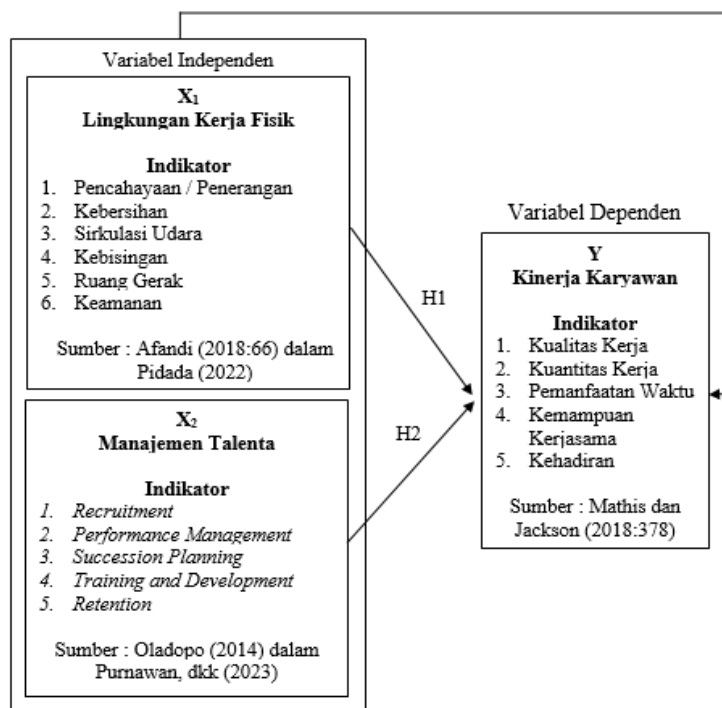 Variabel Independen
X₁
Lingkungan Kerja Fisik
Indikator
1. Pencahayaan / Penerangan
2. Kebersihan
3. Sirkulasi Udara
4. Kebisingan
5. Ruang Gerak
6. Keamanan
Sumber : Afandi (2018:66) dalam
Pidada (2022)
X₂
Manajemen Talenta
Indikator
1. Recruitment
2. Performance Management
3. Succession Planning
4. Training and Development
5. Retention
Sumber : Oladopo (2014) dalam
Purnawan, dkk (2023)
H1
H2
Variabel Dependen
Y
Kinerja Karyawan
Indikator
1. Kualitas Kerja
2. Kuantitas Kerja
3. Pemanfaatan Waktu
4. Kemampuan
Kerjasama
5. Kehadiran
Sumber : Mathis dan
Jackson (2018:378)